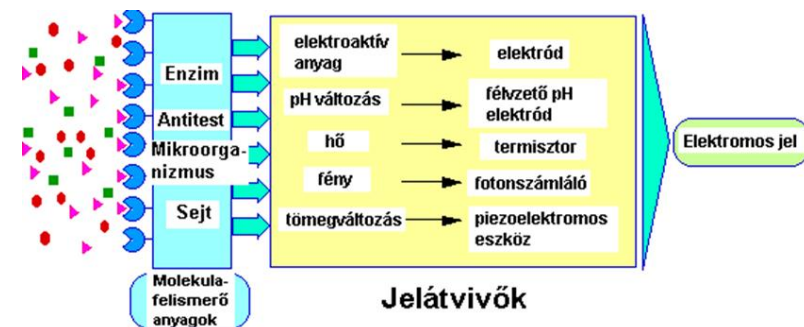 Enzim
Antitest
Mikroorga-
nizmus
Sejt
Molekula-
felismerő
anyagok
elektroaktív
anyag
elektród
pH változás
félvzető pH
elektród
hő
termisztor
fény
fotonszámláló
tömegváltozás
piezoelektromos
eszköz
Jelátvivők
Elektromos jel